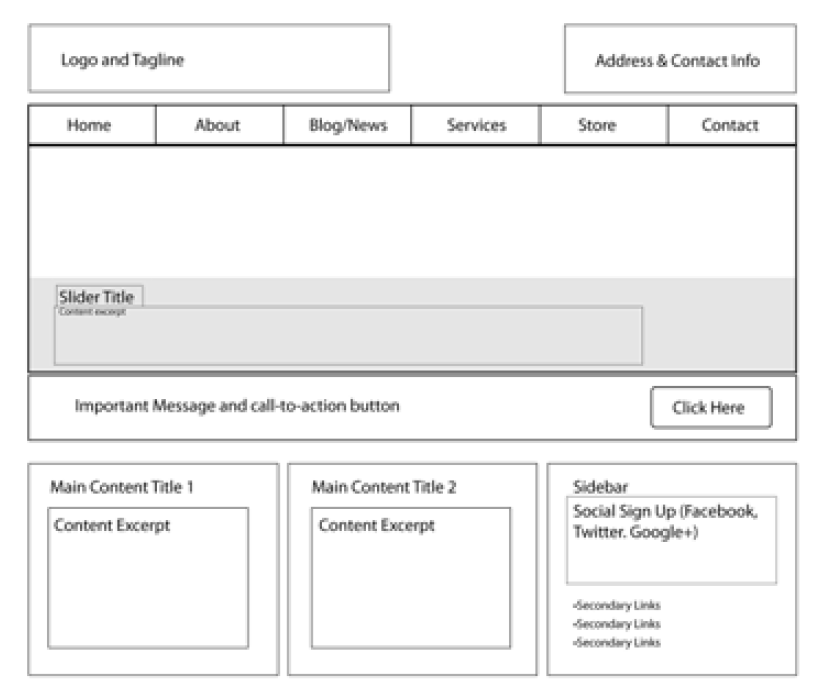 Logo and Tagline
Address & Contact Info
Home
About
Blog/News
Services
Store
Contact
Slider Title
Content excerpt
Important Message and call-to-action button
Click Here
Main Content Title 1
Content Excerpt
Main Content Title 2
Content Excerpt
Sidebar
Social Sign Up (Facebook,
Twitter. Google+)
-Secondary Links
-Secondary Links
-Secondary Links